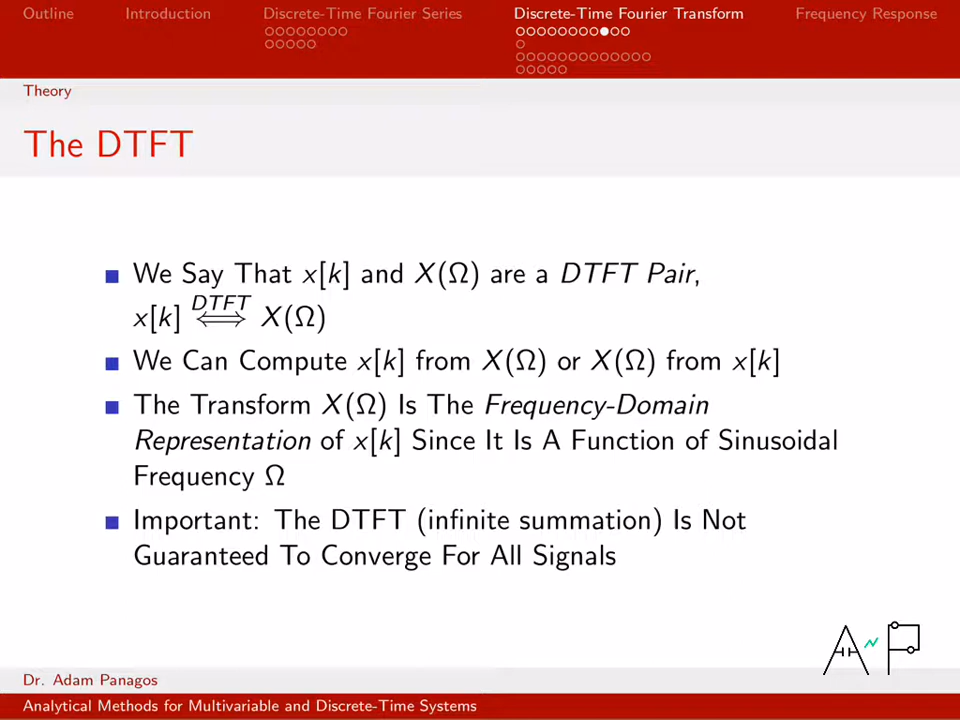 Outline Introduction Discrete-Time Fourier Series Discrete-Time Fourier Transform Frequency Response
Theory
The DTFT
We Say That x[k] and X(Ω) are a DTFT Pair,
x[k] DTFT⟺ X(Ω)
We Can Compute x[k] from X(Ω) or X(Ω) from x[k]
The Transform X(Ω) Is The Frequency-Domain
Representation of x[k] Since It Is A Function of Sinusoidal
Frequency Ω
Important: The DTFT (infinite summation) Is Not
Guaranteed To Converge For All Signals
AP
Dr. Adam Panagos
Analytical Methods for Multivariable and Discrete-Time Systems